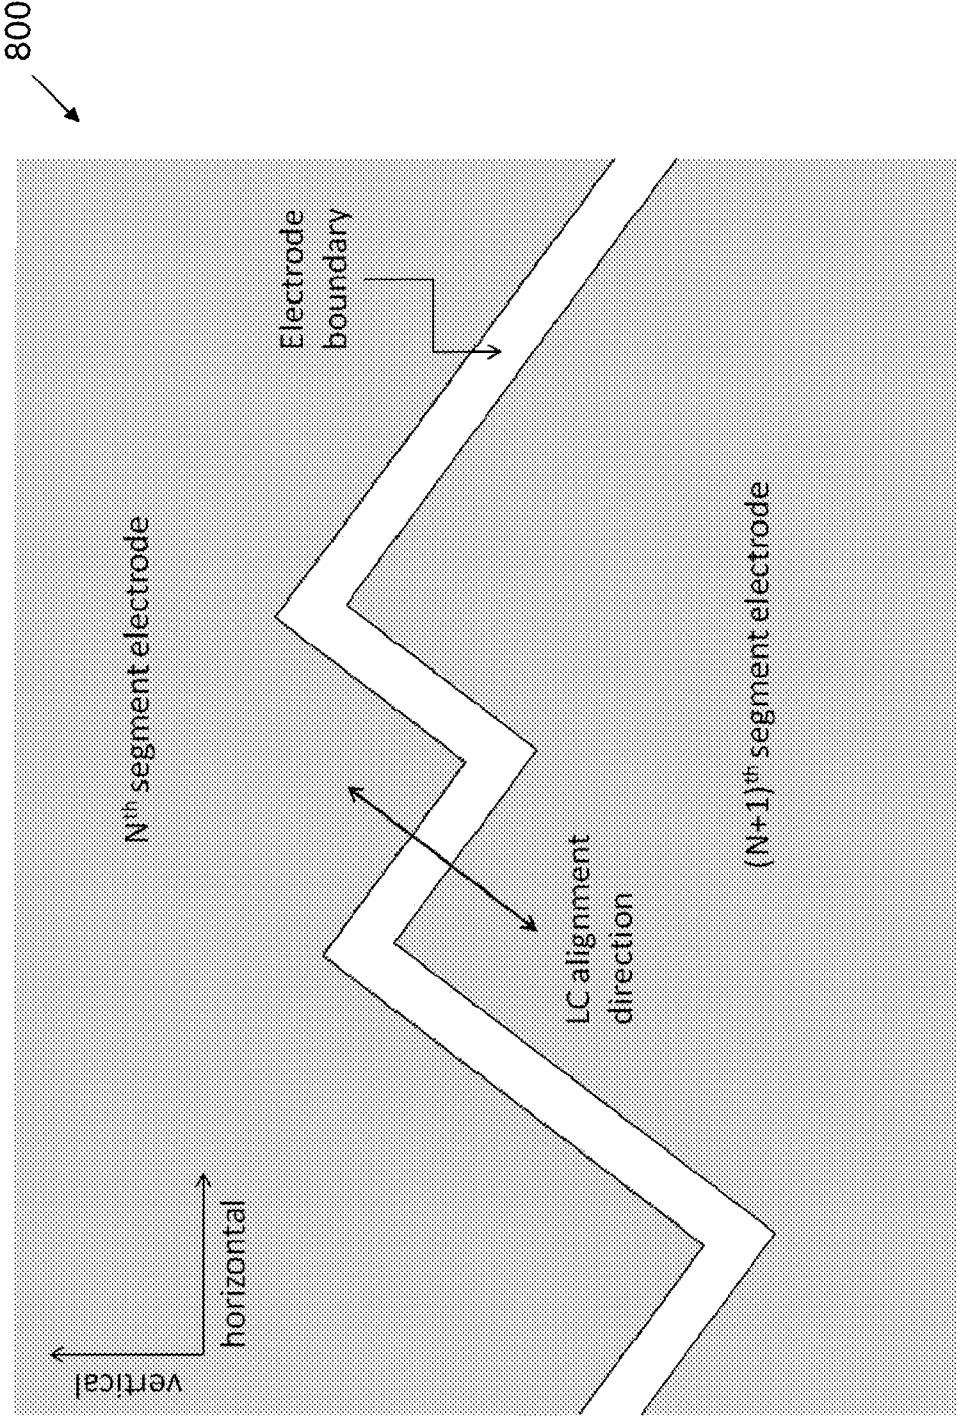 800
Electrode
boundary
Nᵗʰ segment electrode
(N+1)ᵗʰ segment electrode
LC alignment
direction
vertical
horizontal